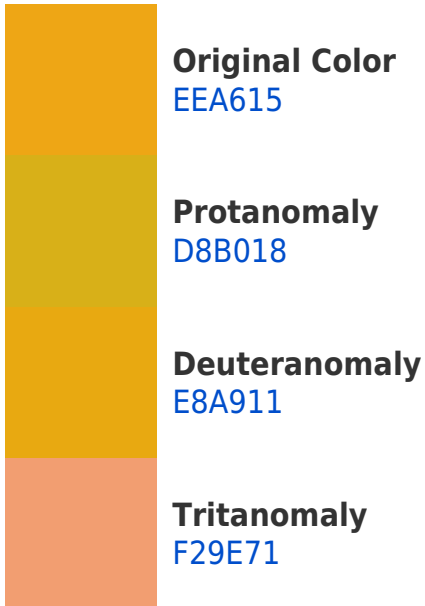 Original Color
EEA615
Protanomaly
D8B018
Deuteranomaly
E8A911
Tritanomaly
F29E71